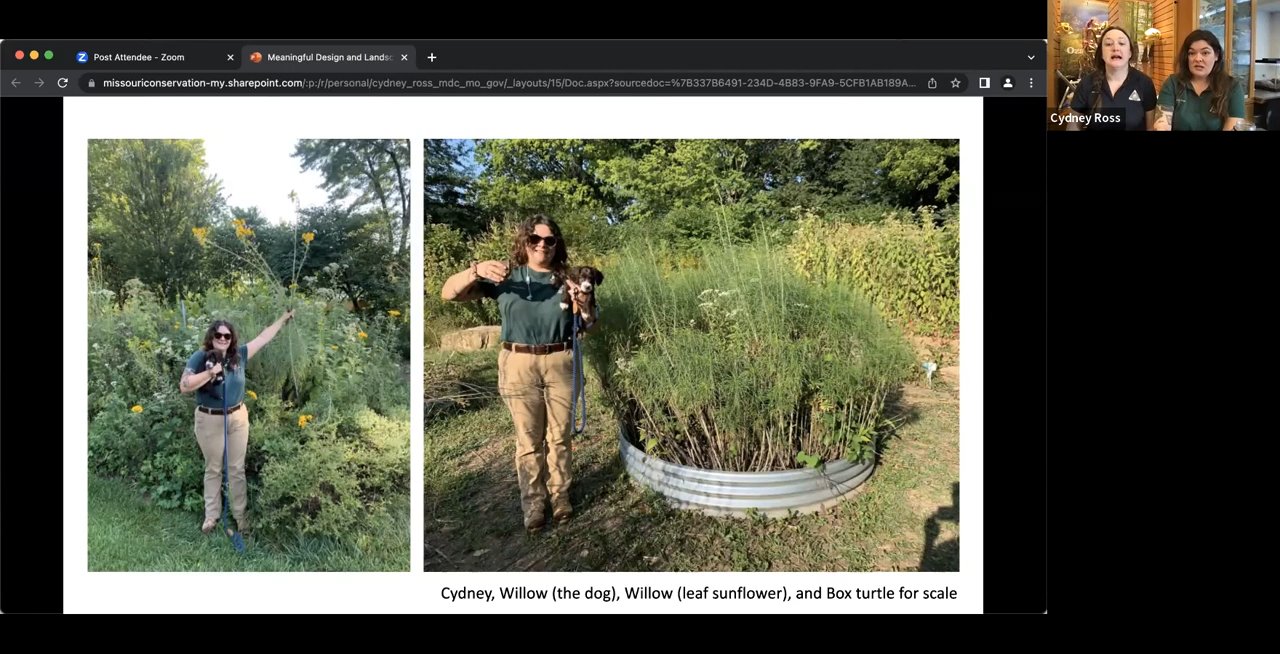 Post Attendee - Zoom
Meaningful Design and Landsc
missouriconservation-my.sharepoint.com/:p:/r/personal/cydney_ross_mdc_mo_gov/_layouts/15/Doc.aspx?sourcedoc=%7B337B6491-234D-4B83-9FA9-5CFB1AB189A...
Cydney Ross
Cydney, Willow (the dog), Willow (leaf sunflower), and Box turtle for scale